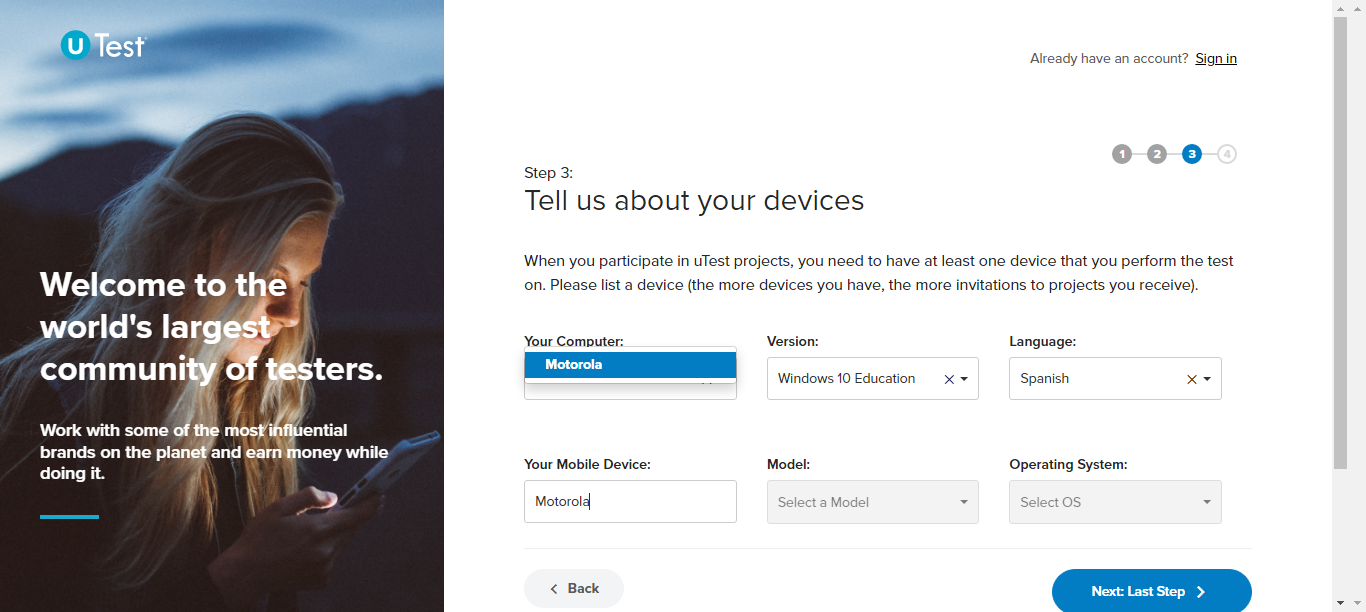 uTest
Welcome to the
world's largest
community of testers.
Work with some of the most influential
brands on the planet and earn money while
doing it.
Already have an account? Sign in
1 2 3 4
Step 3:
Tell us about your devices
When you participate in uTest projects, you need to have at least one device that you perform the test
on. Please list a device (the more devices you have, the more invitations to projects you receive).
Your Computer: Version: Language:
Motorola
Windows 10 Education Spanish
Your Mobile Device: Model: Operating System:
Motorola Select a Model Select OS
Back Next: Last Step